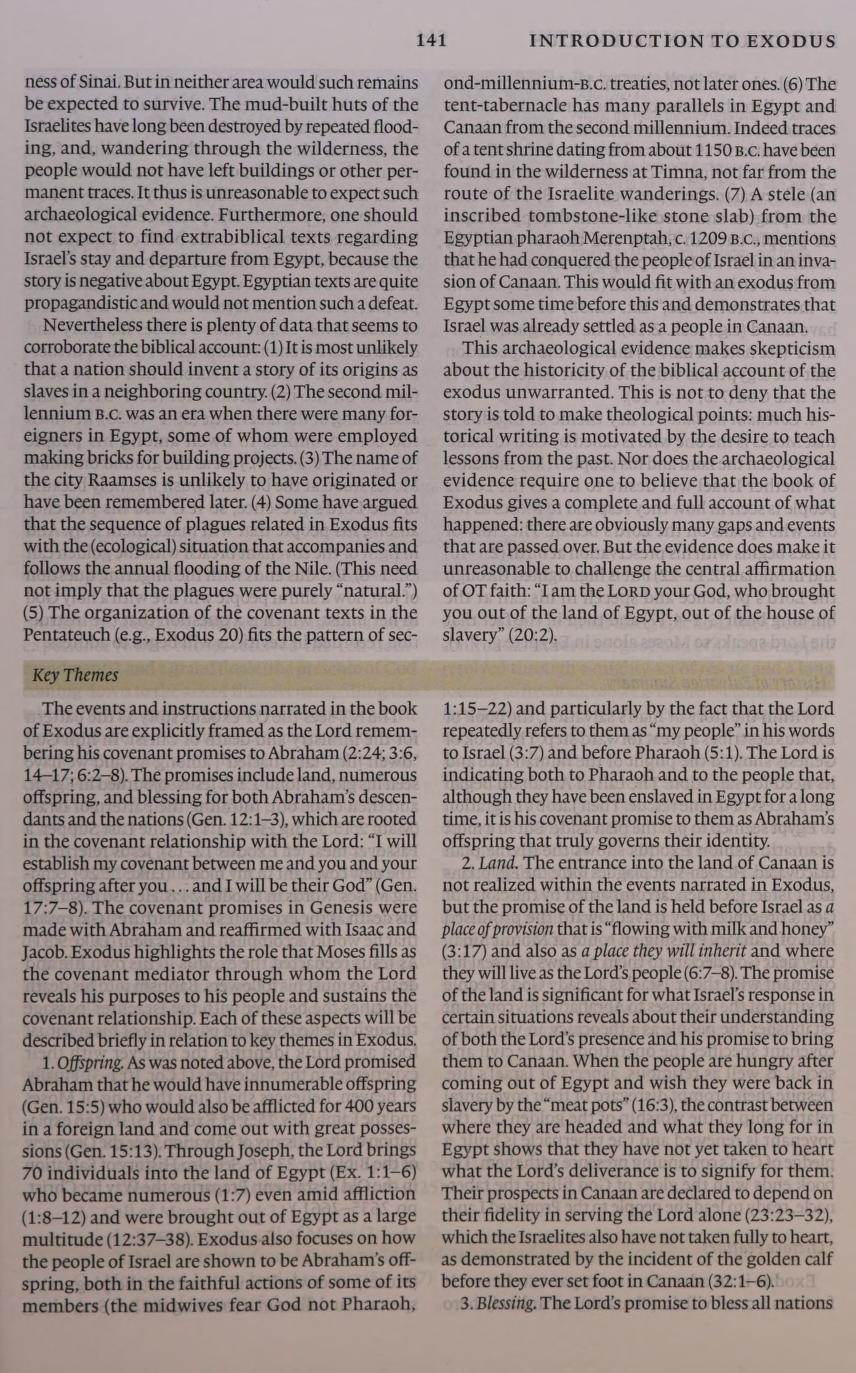 141 INTRODUCTION TO EXODUS
ness of Sinai. But in neither area would such remains
be expected to survive. The mud-built huts of the
Israelites have long been destroyed by repeated flood-
ing, and, wandering through the wilderness, the
people would not have left buildings or other per-
manent traces. It thus is unreasonable to expect such
archaeological evidence. Furthermore, one should
not expect to find extrabiblical texts regarding
Israel's stay and departure from Egypt, because the
story is negative about Egypt. Egyptian texts are quite
propagandistic and would not mention such a defeat.
Nevertheless there is plenty of data that seems to
corroborate the biblical account: (1) It is most unlikely
that a nation should invent a story of its origins as
slaves in a neighboring country. (2) The second mil-
lennium B.C. was an era when there were many for-
eigners in Egypt, some of whom were employed
making bricks for building projects. (3) The name of
the city Raamses is unlikely to have originated or
have been remembered later. (4) Some have argued
that the sequence of plagues related in Exodus fits
with the (ecological) situation that accompanies and
follows the annual flooding of the Nile. (This need
not imply that the plagues were purely “natural.”)
(5) The organization of the covenant texts in the
Pentateuch (e.g., Exodus 20) fits the pattern of sec-
ond-millennium-B.C. treaties, not later ones. (6) The
tent-tabernacle has many parallels in Egypt and
Canaan from the second millennium. Indeed traces
of a tent shrine dating from about 1150 B.C. have been
found in the wilderness at Timna, not far from the
route of the Israelite wanderings. (7) A stele (an
inscribed tombstone-like stone slab) from the
Egyptian pharaoh Merenptah, c. 1209 B.C., mentions
that he had conquered the people of Israel in an inva-
sion of Canaan. This would fit with an exodus from
Egypt some time before this and demonstrates that
Israel was already settled as a people in Canaan.
This archaeological evidence makes skepticism
about the historicity of the biblical account of the
exodus unwarranted. This is not to deny that the
story is told to make theological points: much his-
torical writing is motivated by the desire to teach
lessons from the past. Nor does the archaeological
evidence require one to believe that the book of
Exodus gives a complete and full account of what
happened: there are obviously many gaps and events
that are passed over. But the evidence does make it
unreasonable to challenge the central affirmation
of OT faith: “I am the LORD your God, who brought
you out of the land of Egypt, out of the house of
slavery” (20:2).
Key Themes
The events and instructions narrated in the book
of Exodus are explicitly framed as the Lord remem-
bering his covenant promises to Abraham (2:24; 3:6,
14–17; 6:2–8). The promises include land, numerous
offspring, and blessing for both Abraham's descen-
dants and the nations (Gen. 12:1–3), which are rooted
in the covenant relationship with the Lord: “I will
establish my covenant between me and you and your
offspring after you . . . and I will be their God” (Gen.
17:7–8). The covenant promises in Genesis were
made with Abraham and reaffirmed with Isaac and
Jacob. Exodus highlights the role that Moses fills as
the covenant mediator through whom the Lord
reveals his purposes to his people and sustains the
covenant relationship. Each of these aspects will be
described briefly in relation to key themes in Exodus.
1. Offspring. As was noted above, the Lord promised
Abraham that he would have innumerable offspring
(Gen. 15:5) who would also be afflicted for 400 years
in a foreign land and come out with great posses-
sions (Gen. 15:13). Through Joseph, the Lord brings
70 individuals into the land of Egypt (Ex. 1:1–6)
who became numerous (1:7) even amid affliction
(1:8–12) and were brought out of Egypt as a large
multitude (12:37–38). Exodus also focuses on how
the people of Israel are shown to be Abraham's off-
spring, both in the faithful actions of some of its
members (the midwives fear God not Pharaoh,
1:15–22) and particularly by the fact that the Lord
repeatedly refers to them as “my people” in his words
to Israel (3:7) and before Pharaoh (5:1). The Lord is
indicating both to Pharaoh and to the people that,
although they have been enslaved in Egypt for a long
time, it is his covenant promise to them as Abraham's
offspring that truly governs their identity.
2. Land. The entrance into the land of Canaan is
not realized within the events narrated in Exodus,
but the promise of the land is held before Israel as a
place of provision that is “flowing with milk and honey”
(3:17) and also as a place they will inherit and where
they will live as the Lord's people (6:7–8). The promise
of the land is significant for what Israel's response in
certain situations reveals about their understanding
of both the Lord's presence and his promise to bring
them to Canaan. When the people are hungry after
coming out of Egypt and wish they were back in
slavery by the “meat pots” (16:3), the contrast between
where they are headed and what they long for in
Egypt shows that they have not yet taken to heart
what the Lord's deliverance is to signify for them.
Their prospects in Canaan are declared to depend on
their fidelity in serving the Lord alone (23:23–32),
which the Israelites also have not taken fully to heart,
as demonstrated by the incident of the golden calf
before they ever set foot in Canaan (32:1–6).
3. Blessing. The Lord's promise to bless all nations